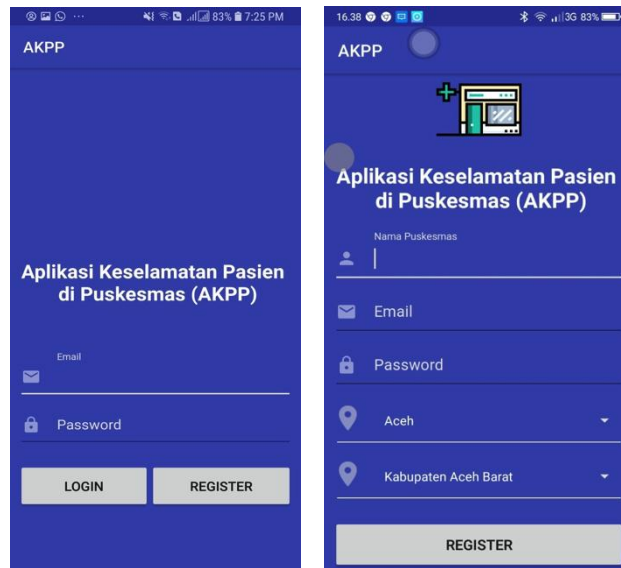 83% 7:25 PM
AKPP
Aplikasi Keselamatan Pasien
di Puskesmas (AKPP)
Email
Password
LOGIN REGISTER
16.38 3G 83%
AKPP
Aplikasi Keselamatan Pasien
di Puskesmas (AKPP)
Nama Puskesmas
Email
Password
Aceh
Kabupaten Aceh Barat
REGISTER